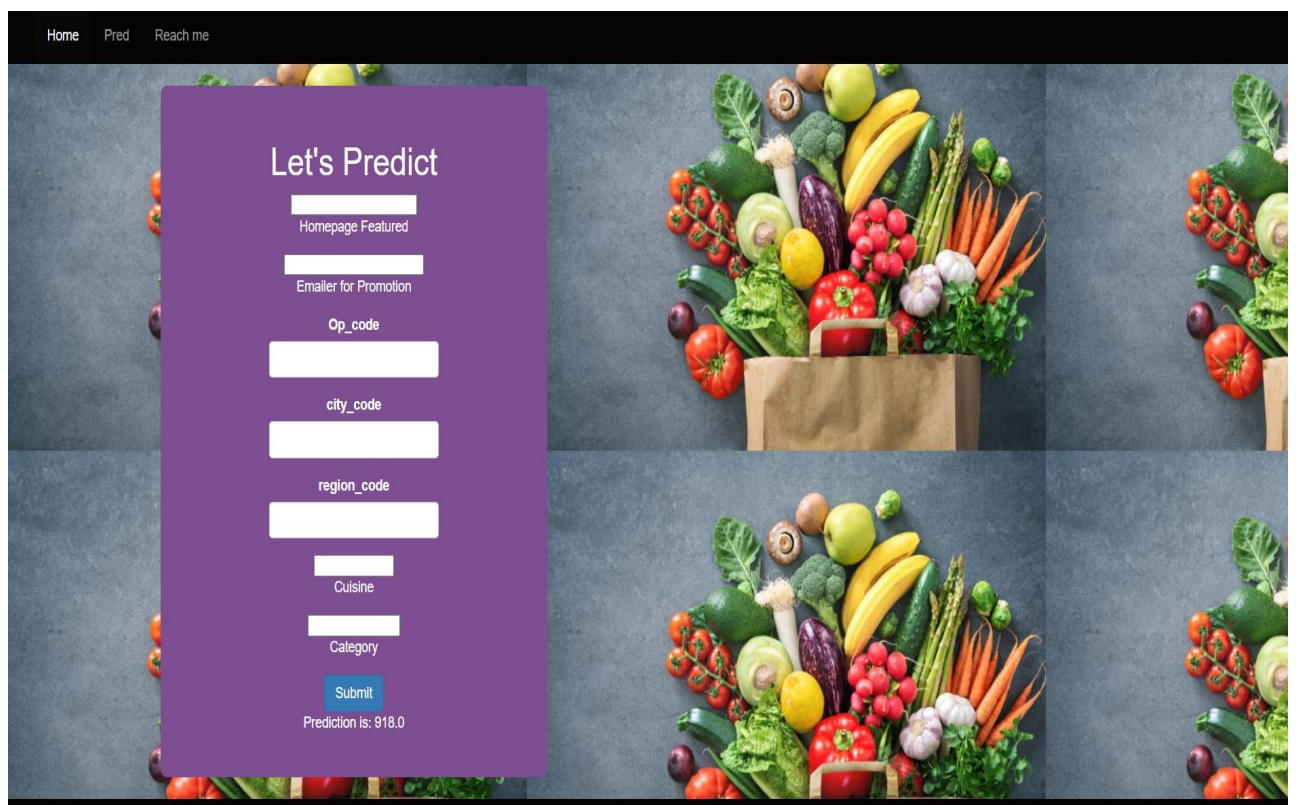 Home Pred Reach me
Let's Predict
Homepage Featured
Emailer for Promotion
Op_code
city_code
region_code
Cuisine
Category
Submit
Prediction is: 918.0